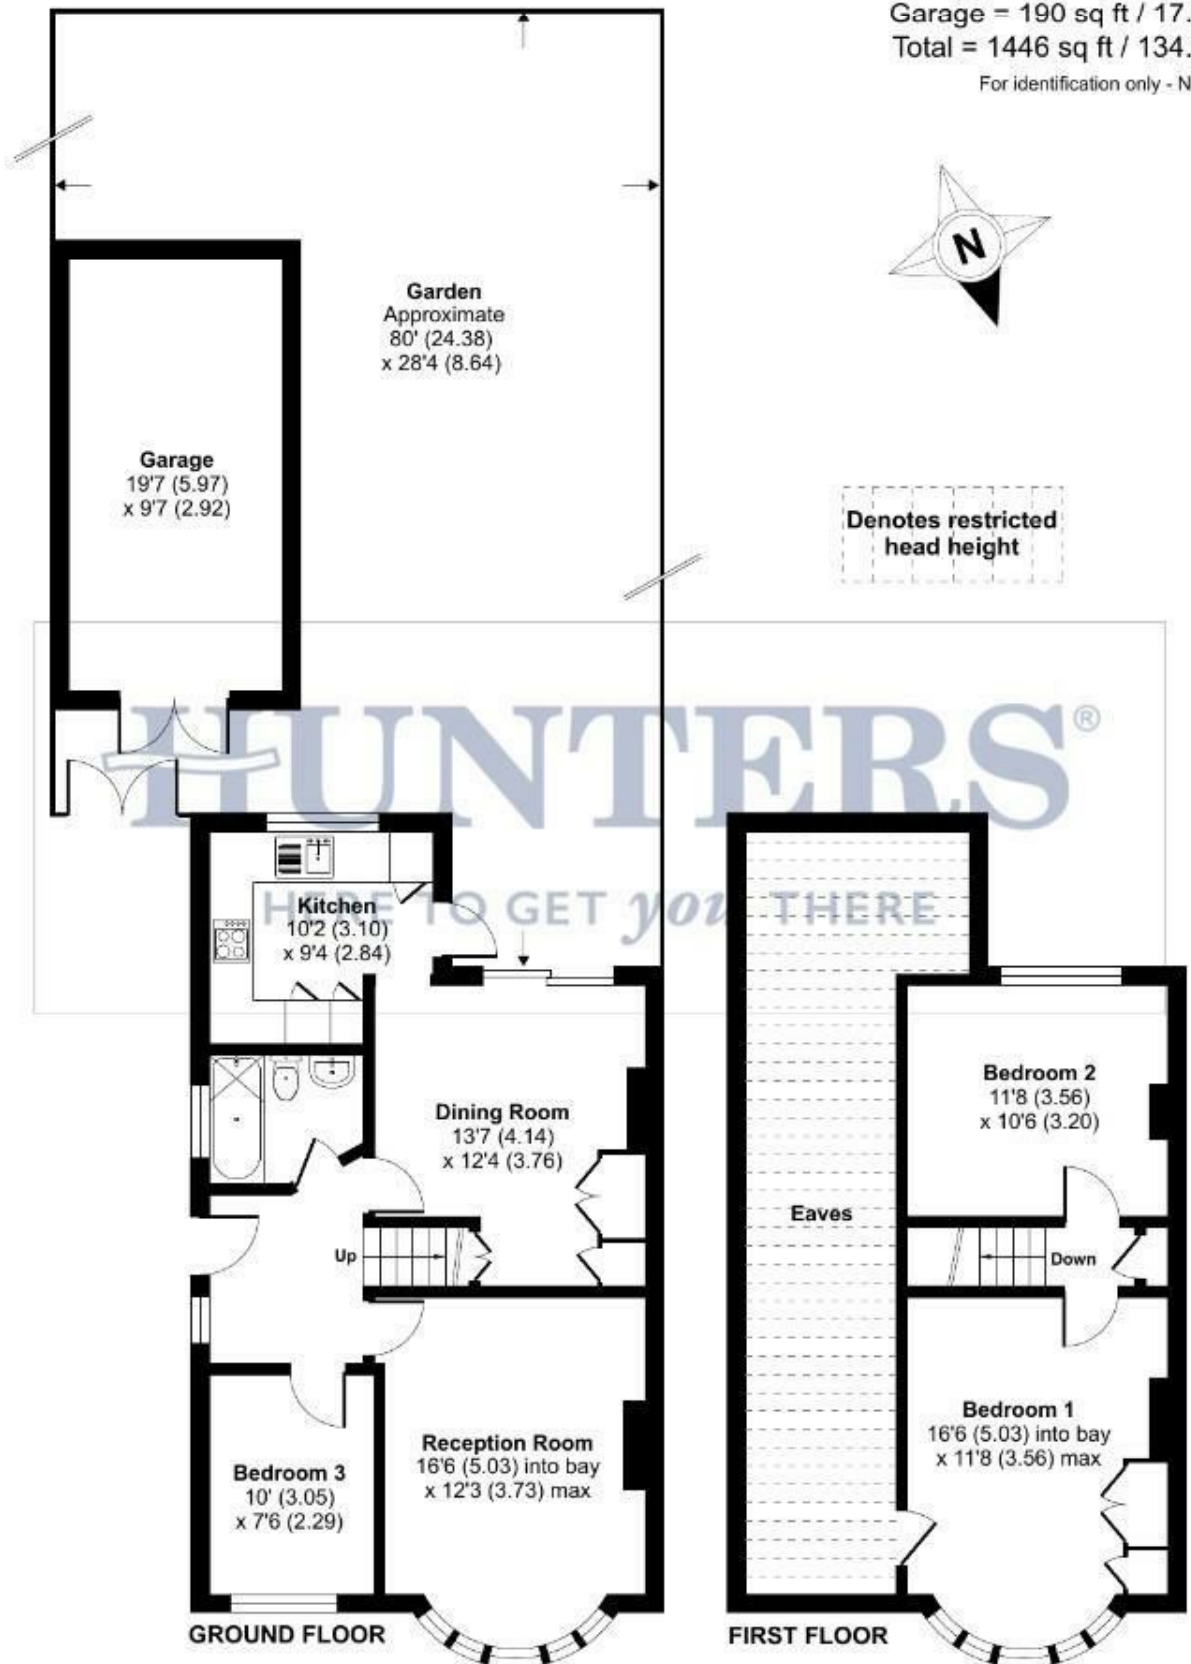 Garage = 190 sq ft / 17.
Total = 1446 sq ft / 134.
For identification only - N
N
Garden
Approximate
80' (24.38)
x 28'4 (8.64)
Garage
19'7 (5.97)
x 9'7 (2.92)
Denotes restricted
head height
HUNTERS®
HERE TO GET you THERE
Kitchen
10'2 (3.10)
x 9'4 (2.84)
Dining Room
13'7 (4.14)
x 12'4 (3.76)
Up
Reception Room
16'6 (5.03) into bay
x 12'3 (3.73) max
Bedroom 3
10' (3.05)
x 7'6 (2.29)
GROUND FLOOR
Bedroom 2
11'8 (3.56)
x 10'6 (3.20)
Eaves
Down
Bedroom 1
16'6 (5.03) into bay
x 11'8 (3.56) max
FIRST FLOOR